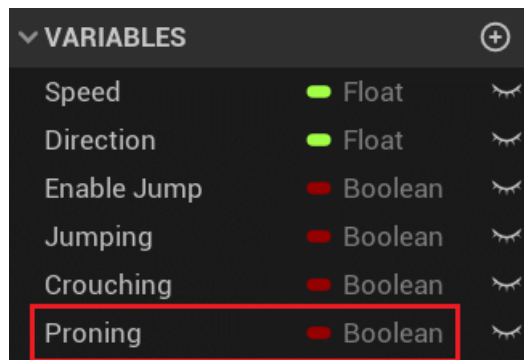 VARIABLES
Speed Float
Direction Float
Enable Jump Boolean
Jumping Boolean
Crouching Boolean
Proning Boolean